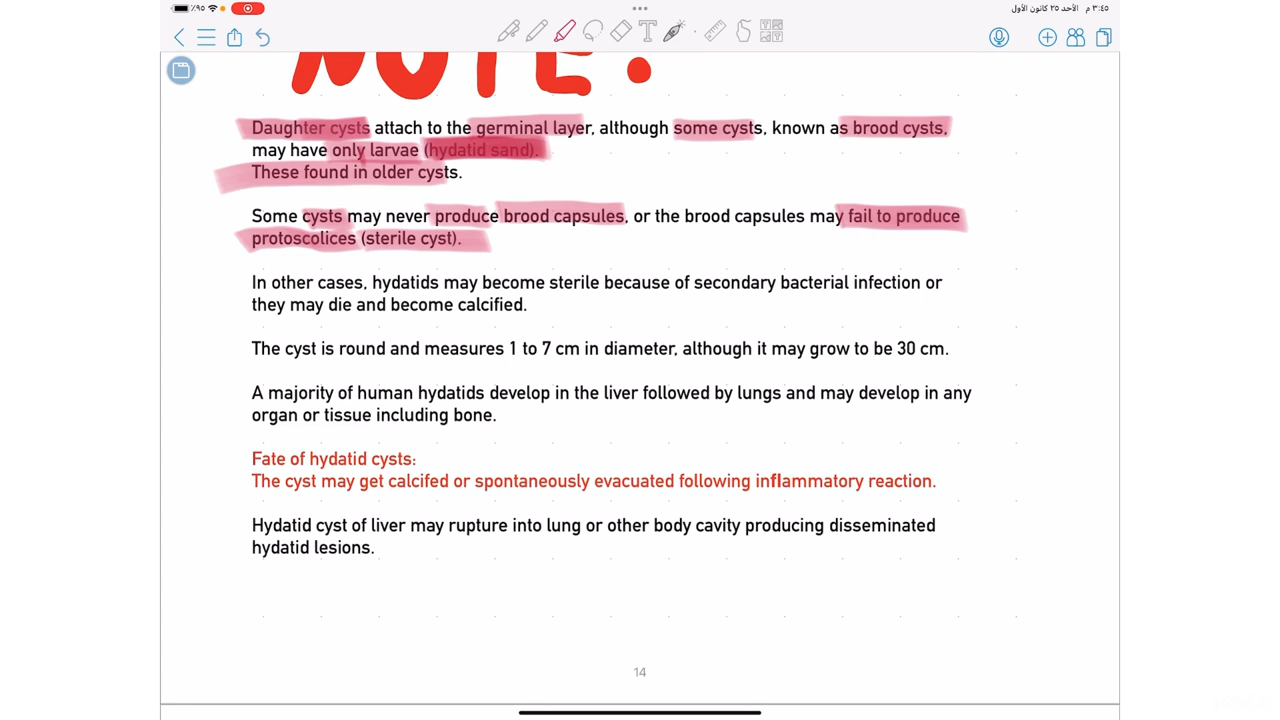 ٪٩٥ ٣:٤٥ م الأحد ٢٥ كانون الأول
NOTE!
Daughter cysts attach to the germinal layer, although some cysts, known as brood cysts,
may have only larvae (hydatid sand).
These found in older cysts.
Some cysts may never produce brood capsules, or the brood capsules may fail to produce
protoscolices (sterile cyst).
In other cases, hydatids may become sterile because of secondary bacterial infection or
they may die and become calcified.
The cyst is round and measures 1 to 7 cm in diameter, although it may grow to be 30 cm.
A majority of human hydatids develop in the liver followed by lungs and may develop in any
organ or tissue including bone.
Fate of hydatid cysts:
The cyst may get calcifed or spontaneously evacuated following inflammatory reaction.
Hydatid cyst of liver may rupture into lung or other body cavity producing disseminated
hydatid lesions.
14